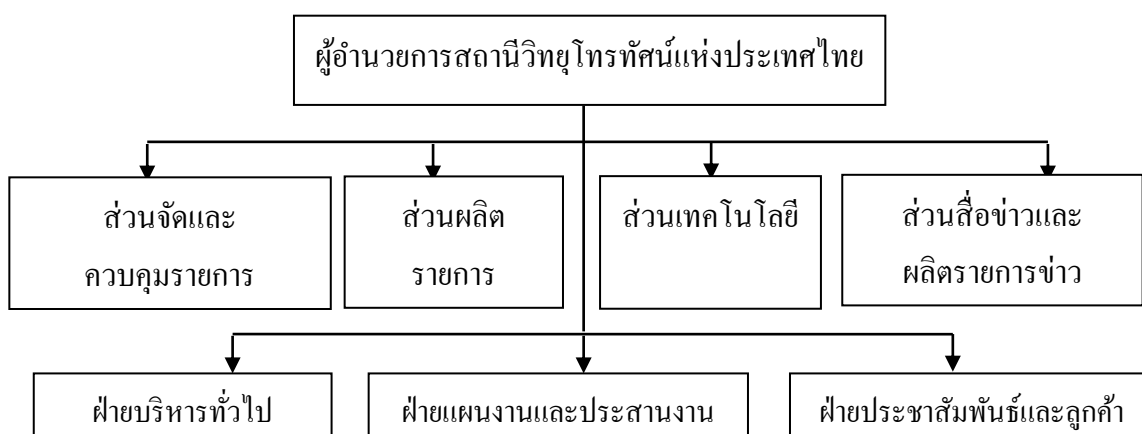 ผู้อำนวยการสถานีวิทยุโทรทัศน์แห่งประเทศไทย
ส่วนจัดและ
ควบคุมรายการ
ส่วนผลิต
รายการ
ส่วนเทคโนโลยี
ส่วนสื่อข่าวและ
ผลิตรายการข่าว
ฝ่ายบริหารทั่วไป
ฝ่ายแผนงานและประสานงาน
ฝ่ายประชาสัมพันธ์และลูกค้า